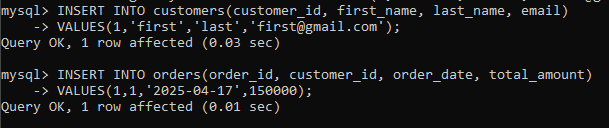 mysql> INSERT INTO customers(customer_id, first_name, last_name, email)
    -> VALUES(1,'first','last','first@gmail.com');
Query OK, 1 row affected (0.03 sec)
mysql> INSERT INTO orders(order_id, customer_id, order_date, total_amount)
    -> VALUES(1,1,'2025-04-17',150000);
Query OK, 1 row affected (0.01 sec)